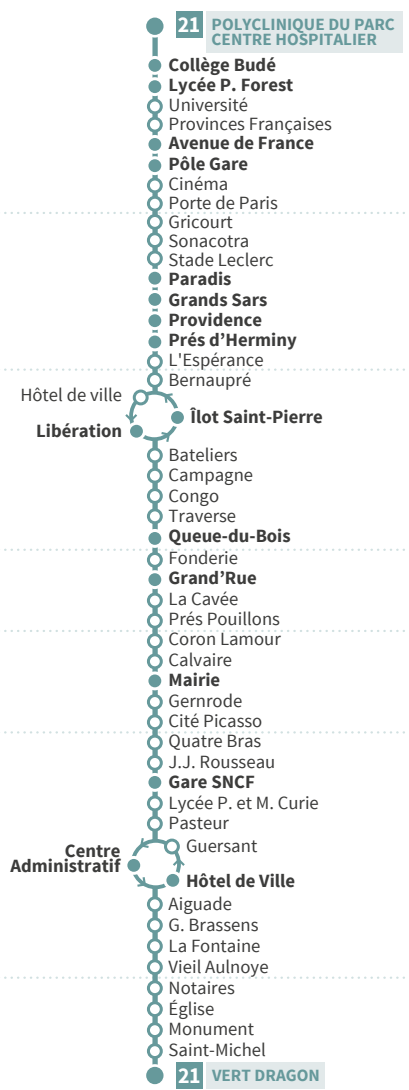 21 POLYCLINIQUE DU PARC
CENTRE HOSPITALIER
Collège Budé
Lycée P. Forest
Université
Provinces Françaises
Avenue de France
Pôle Gare
Cinéma
Porte de Paris
Gricourt
Sonacotra
Stade Leclerc
Paradis
Grands Sars
Providence
Prés d'Herminy
L'Espérance
Bernaupré
Hôtel de ville
Îlot Saint-Pierre
Libération
Bateliers
Campagne
Congo
Traverse
Queue-du-Bois
Fonderie
Grand’Rue
La Cavée
Prés Pouillons
Coron Lamour
Calvaire
Mairie
Gernrode
Cité Picasso
Quatre Bras
J.J. Rousseau
Gare SNCF
Lycée P. et M. Curie
Pasteur
Guersant
Centre
Administratif
Hôtel de Ville
Aiguade
G. Brassens
La Fontaine
Vieil Aulnoye
Notaires
Église
Monument
Saint-Michel
21 VERT DRAGON